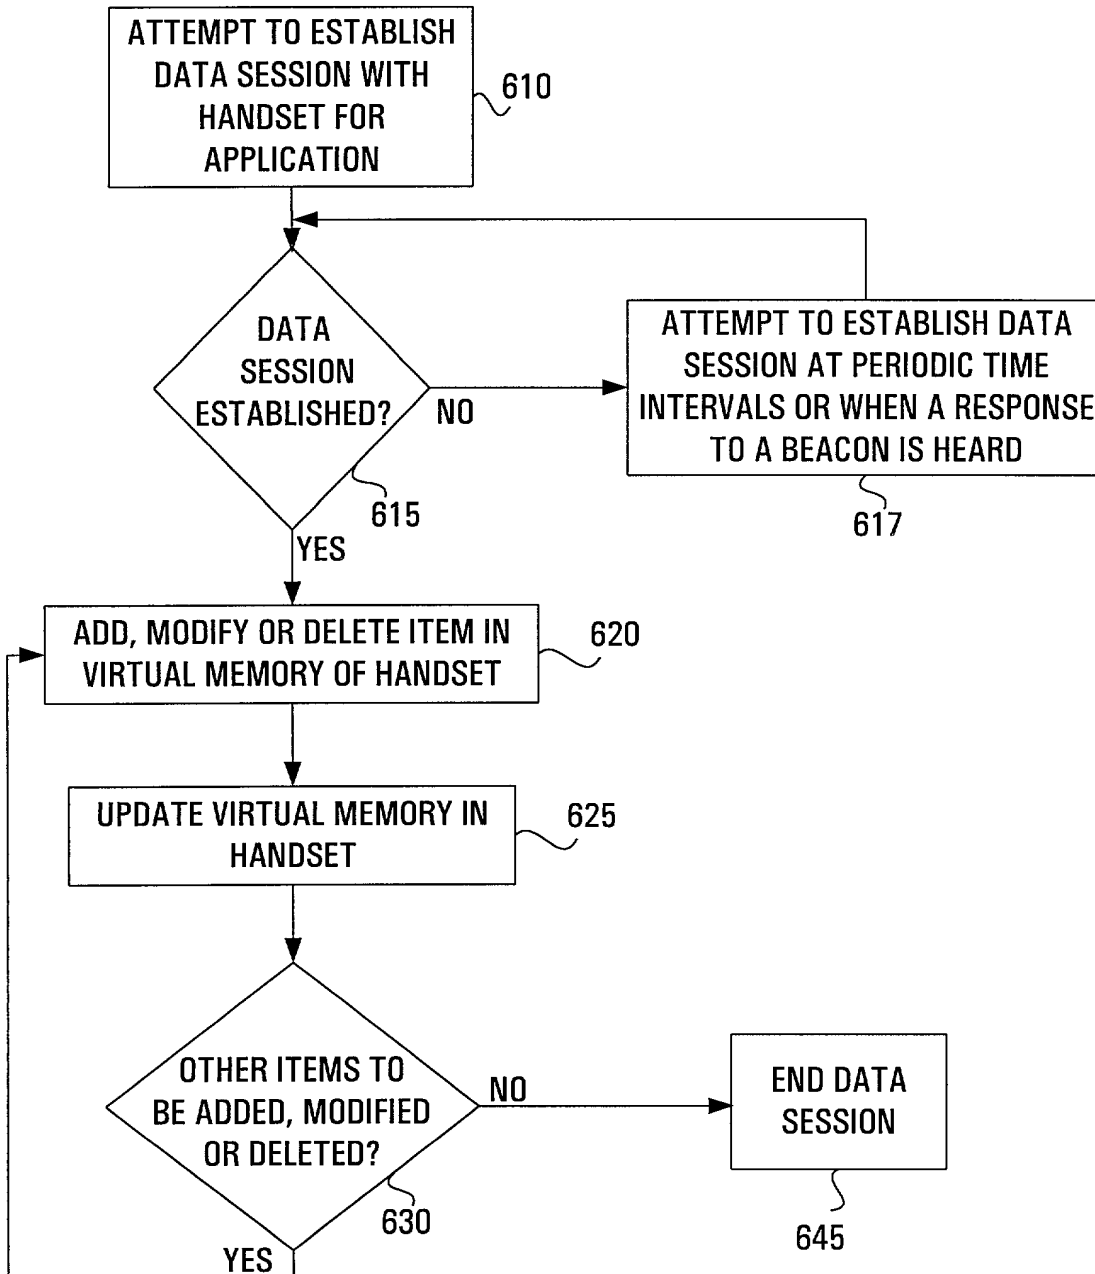 ATTEMPT TO ESTABLISH
DATA SESSION WITH
HANDSET FOR
APPLICATION
610
DATA
SESSION
ESTABLISHED?
NO
615
YES
ATTEMPT TO ESTABLISH DATA
SESSION AT PERIODIC TIME
INTERVALS OR WHEN A RESPONSE
TO A BEACON IS HEARD
617
ADD, MODIFY OR DELETE ITEM IN
VIRTUAL MEMORY OF HANDSET
620
UPDATE VIRTUAL MEMORY IN
HANDSET
625
OTHER ITEMS TO
BE ADDED, MODIFIED
OR DELETED?
NO
630
YES
END DATA
SESSION
645